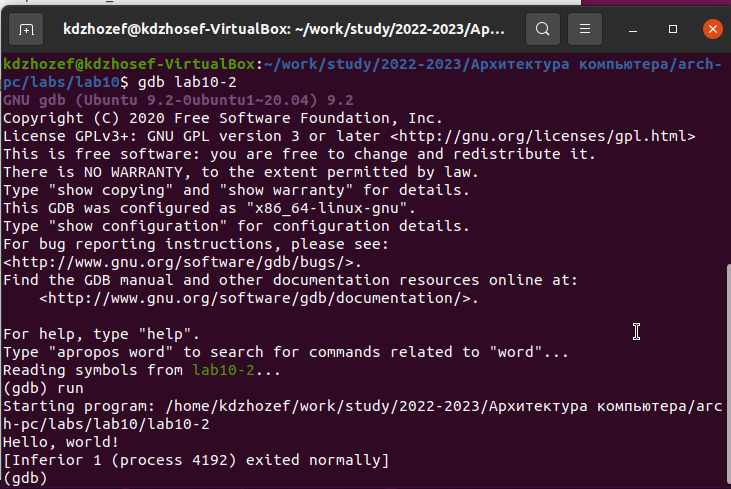 kdzhozef@kdzhosef-VirtualBox: ~/work/study/2022-2023/Ар...
kdzhozef@kdzhosef-VirtualBox:~/work/study/2022-2023/Архитектура компьютера/arch-
pc/labs/lab10$ gdb lab10-2
GNU gdb (Ubuntu 9.2-0ubuntu1~20.04) 9.2
Copyright (C) 2020 Free Software Foundation, Inc.
License GPLv3+: GNU GPL version 3 or later <http://gnu.org/licenses/gpl.html>
This is free software: you are free to change and redistribute it.
There is NO WARRANTY, to the extent permitted by law.
Type "show copying" and "show warranty" for details.
This GDB was configured as "x86_64-linux-gnu".
Type "show configuration" for configuration details.
For bug reporting instructions, please see:
<http://www.gnu.org/software/gdb/bugs/>.
Find the GDB manual and other documentation resources online at:
    <http://www.gnu.org/software/gdb/documentation/>.

For help, type "help".
Type "apropos word" to search for commands related to "word"...
Reading symbols from lab10-2...
(gdb) run
Starting program: /home/kdzhozef/work/study/2022-2023/Архитектура компьютера/arc
h-pc/labs/lab10/lab10-2
Hello, world!
[Inferior 1 (process 4192) exited normally]
(gdb)